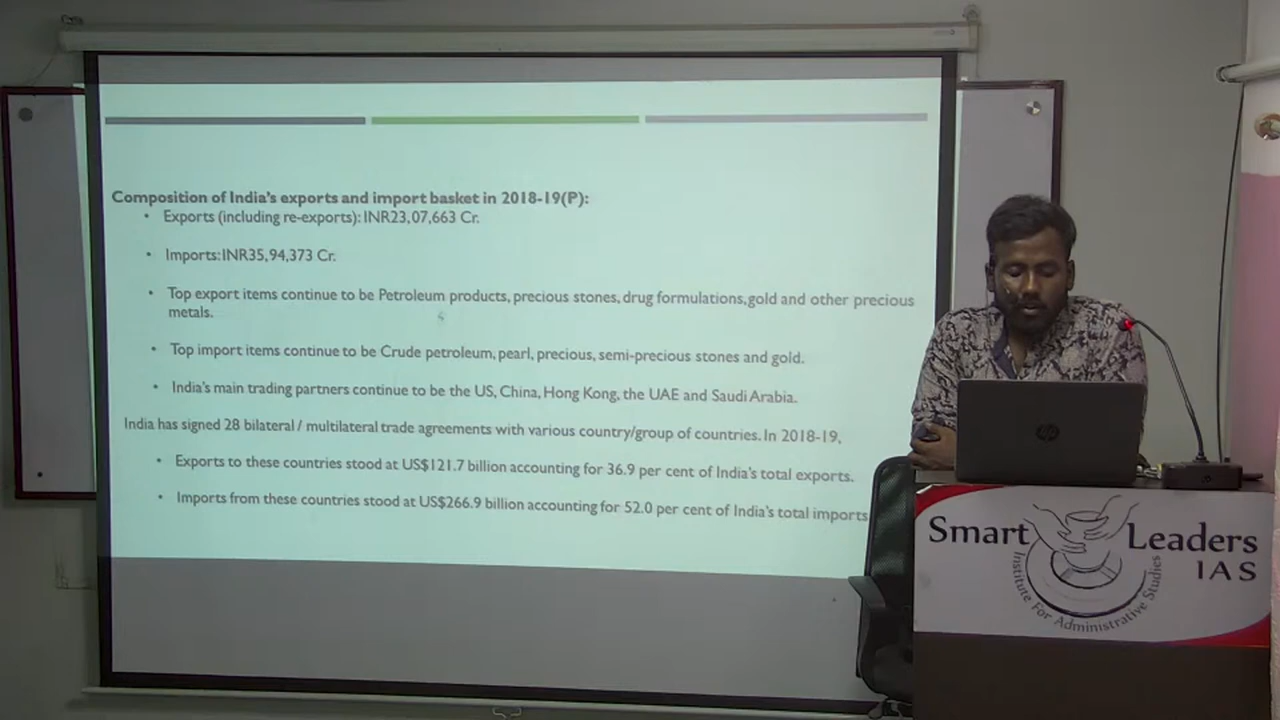 Composition of India's exports and import basket in 2018-19(P):
• Exports (including re-exports): INR23,07,663 Cr.
• Imports:INR35,94,373 Cr.
• Top export items continue to be Petroleum products, precious stones, drug formulations,gold and other precious
metals.
• Top import items continue to be Crude petroleum, pearl, precious, semi-precious stones and gold.
• India's main trading partners continue to be the US, China, Hong Kong, the UAE and Saudi Arabia.
India has signed 28 bilateral / multilateral trade agreements with various country/group of countries. In 2018-19,
• Exports to these countries stood at US$121.7 billion accounting for 36.9 per cent of India's total exports.
• Imports from these countries stood at US$266.9 billion accounting for 52.0 per cent of India's total imports
hp
Smart Leaders
IAS
Institute For Administrative Studies